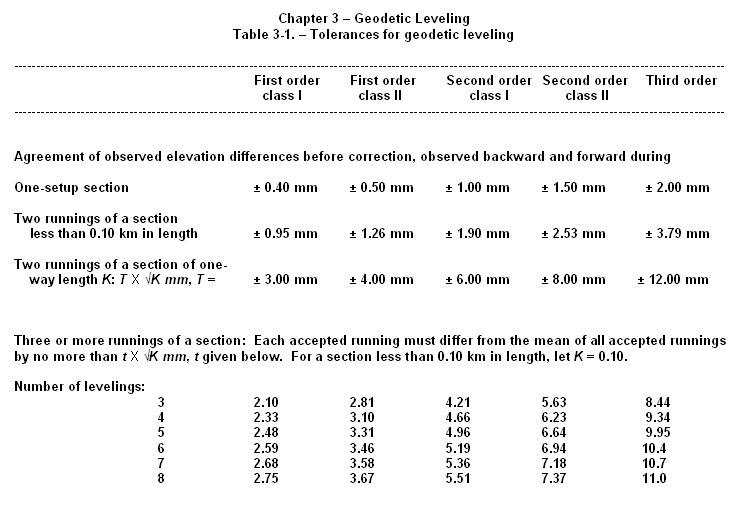 Chapter 3 – Geodetic Leveling
Table 3-1. – Tolerances for geodetic leveling
First order First order Second order Second order Third order
class I class II class I class II
Agreement of observed elevation differences before correction, observed backward and forward during
One-setup section ± 0.40 mm ± 0.50 mm ± 1.00 mm ± 1.50 mm ± 2.00 mm
Two runnings of a section
less than 0.10 km in length ± 0.95 mm ± 1.26 mm ± 1.90 mm ± 2.53 mm ± 3.79 mm
Two runnings of a section of one-
way length K: T X √K mm, T = ± 3.00 mm ± 4.00 mm ± 6.00 mm ± 8.00 mm ± 12.00 mm
Three or more runnings of a section: Each accepted running must differ from the mean of all accepted runnings
by no more than t X √K mm, t given below. For a section less than 0.10 km in length, let K = 0.10.
Number of levelings:
3 2.10 2.81 4.21 5.63 8.44
4 2.33 3.10 4.66 6.23 9.34
5 2.48 3.31 4.96 6.64 9.95
6 2.59 3.46 5.19 6.94 10.4
7 2.68 3.58 5.36 7.18 10.7
8 2.75 3.67 5.51 7.37 11.0